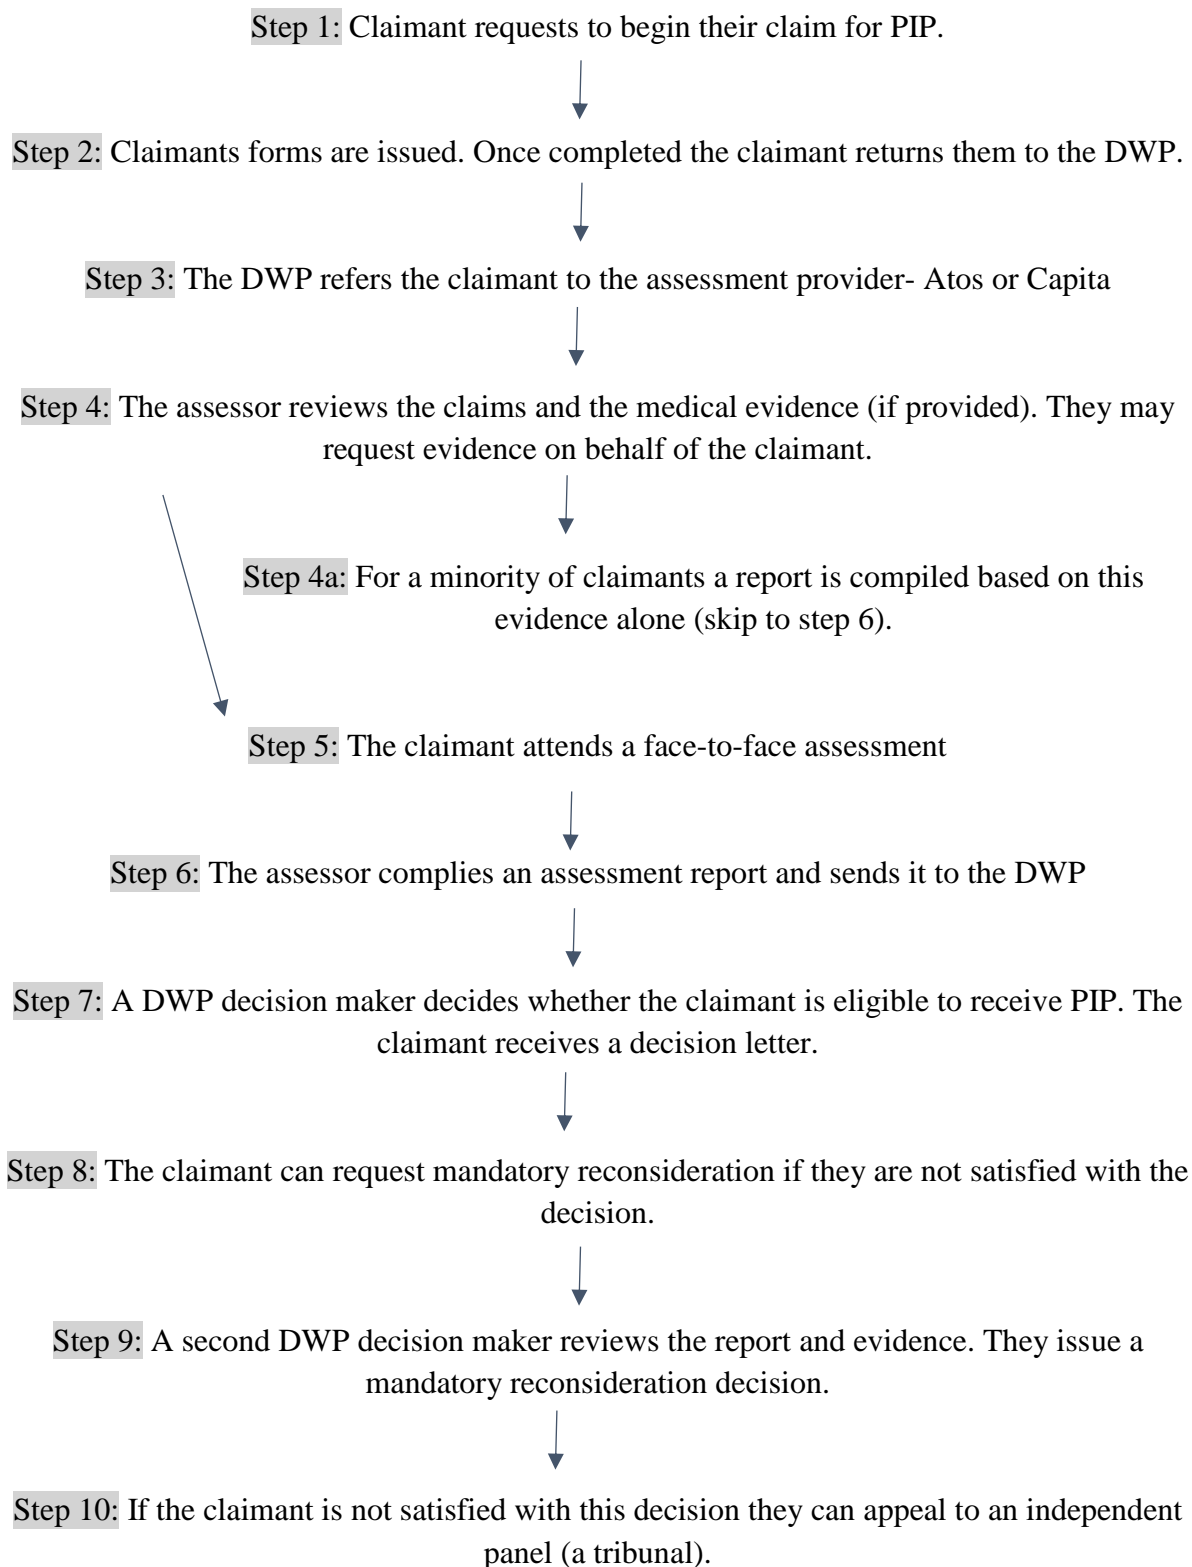 Step 1: Claimant requests to begin their claim for PIP.
Step 2: Claimants forms are issued. Once completed the claimant returns them to the DWP.
Step 3: The DWP refers the claimant to the assessment provider- Atos or Capita
Step 4: The assessor reviews the claims and the medical evidence (if provided). They may
request evidence on behalf of the claimant.
Step 4a: For a minority of claimants a report is compiled based on this
evidence alone (skip to step 6).
Step 5: The claimant attends a face-to-face assessment
Step 6: The assessor complies an assessment report and sends it to the DWP
Step 7: A DWP decision maker decides whether the claimant is eligible to receive PIP. The
claimant receives a decision letter.
Step 8: The claimant can request mandatory reconsideration if they are not satisfied with the
decision.
Step 9: A second DWP decision maker reviews the report and evidence. They issue a
mandatory reconsideration decision.
Step 10: If the claimant is not satisfied with this decision they can appeal to an independent
panel (a tribunal).